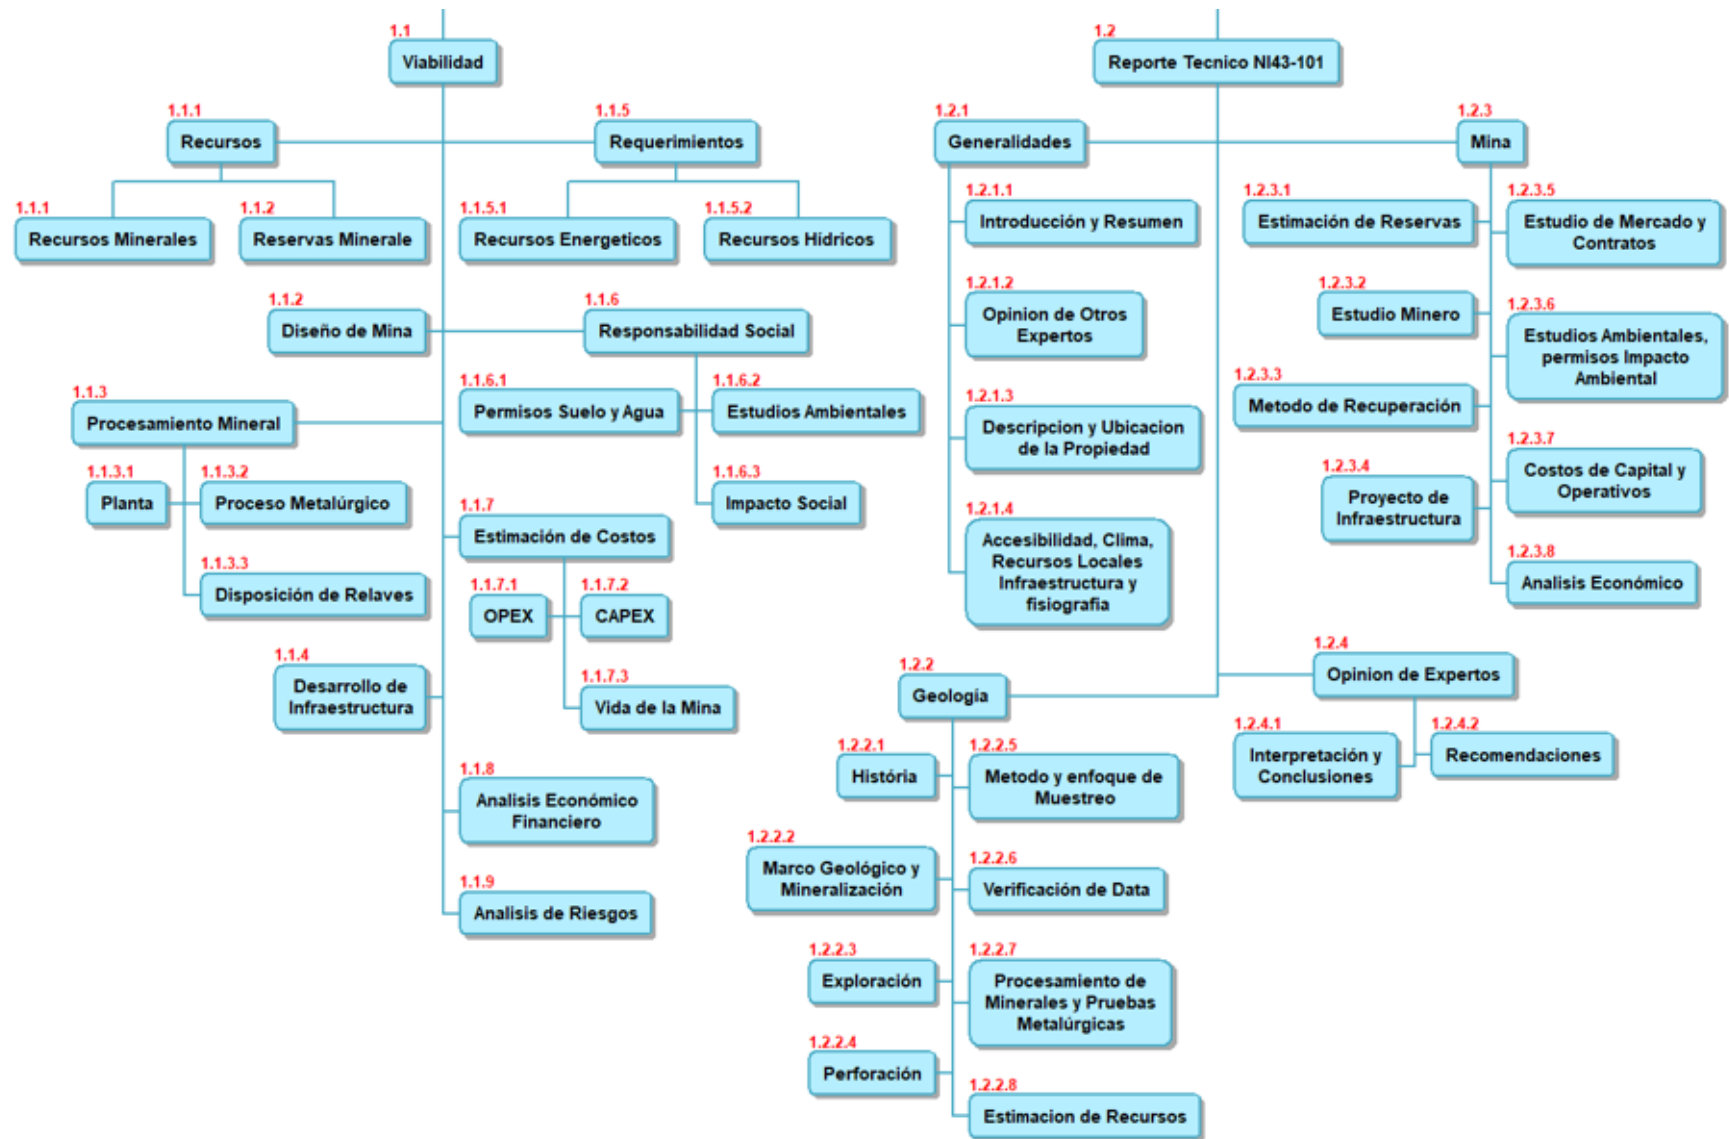 1.1
Viabilidad
1.1.1
Recursos
1.1.5
Requerimientos
1.1.1
Recursos Minerales
1.1.2
Reservas Minerale
1.1.5.1
Recursos Energeticos
1.1.5.2
Recursos Hídricos
1.1.2
Diseño de Mina
1.1.6
Responsabilidad Social
1.1.6.1
Permisos Suelo y Agua
1.1.6.2
Estudios Ambientales
1.1.6.3
Impacto Social
1.1.3
Procesamiento Mineral
1.1.3.1
Planta
1.1.3.2
Proceso Metalúrgico
1.1.3.3
Disposición de Relaves
1.1.7
Estimación de Costos
1.1.7.1
OPEX
1.1.7.2
CAPEX
1.1.7.3
Vida de la Mina
1.1.4
Desarrollo de
Infraestructura
1.1.8
Analisis Económico
Financiero
1.1.9
Analisis de Riesgos
1.2
Reporte Tecnico NI43-101
1.2.1
Generalidades
1.2.1.1
Introducción y Resumen
1.2.1.2
Opinion de Otros
Expertos
1.2.1.3
Descripcion y Ubicacion
de la Propiedad
1.2.1.4
Accesibilidad, Clima,
Recursos Locales
Infraestructura y
fisiografia
1.2.3
Mina
1.2.3.1
Estimación de Reservas
1.2.3.2
Estudio Minero
1.2.3.3
Metodo de Recuperación
1.2.3.4
Proyecto de
Infraestructura
1.2.3.5
Estudio de Mercado y
Contratos
1.2.3.6
Estudios Ambientales,
permisos Impacto
Ambiental
1.2.3.7
Costos de Capital y
Operativos
1.2.3.8
Analisis Económico
1.2.2
Geología
1.2.2.1
História
1.2.2.2
Marco Geológico y
Mineralización
1.2.2.3
Exploración
1.2.2.4
Perforación
1.2.2.5
Metodo y enfoque de
Muestreo
1.2.2.6
Verificación de Data
1.2.2.7
Procesamiento de
Minerales y Pruebas
Metalúrgicas
1.2.2.8
Estimacion de Recursos
1.2.4
Opinion de Expertos
1.2.4.1
Interpretación y
Conclusiones
1.2.4.2
Recomendaciones